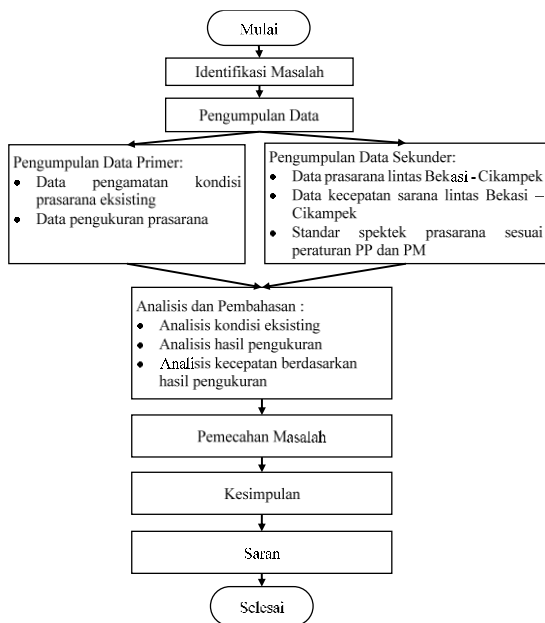 Mulai
Identifikasi Masalah
Pengumpulan Data
Pengumpulan Data Primer:
• Data pengamatan kondisi
prasarana eksisting
• Data pengukuran prasarana
Pengumpulan Data Sekunder:
• Data prasarana lintas Bekasi - Cikampek
• Data kecepatan sarana lintas Bekasi –
Cikampek
• Standar spektek prasarana sesuai
peraturan PP dan PM
Analisis dan Pembahasan :
• Analisis kondisi eksisting
• Analisis hasil pengukuran
• Analisis kecepatan berdasarkan
hasil pengukuran
Pemecahan Masalah
Kesimpulan
Saran
Selesai